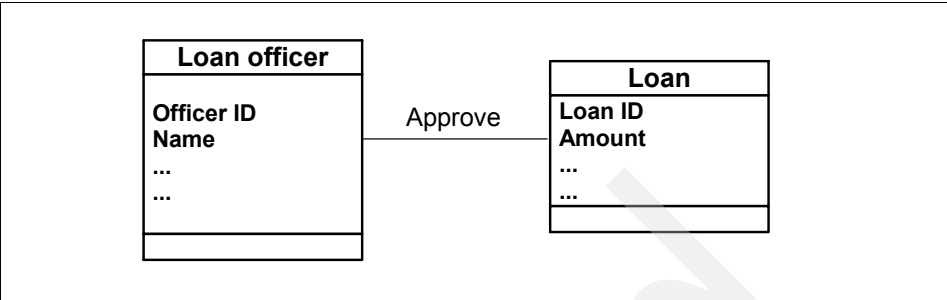 Loan officer
Officer ID
Name
...
...
Approve
Loan
Loan ID
Amount
...
...